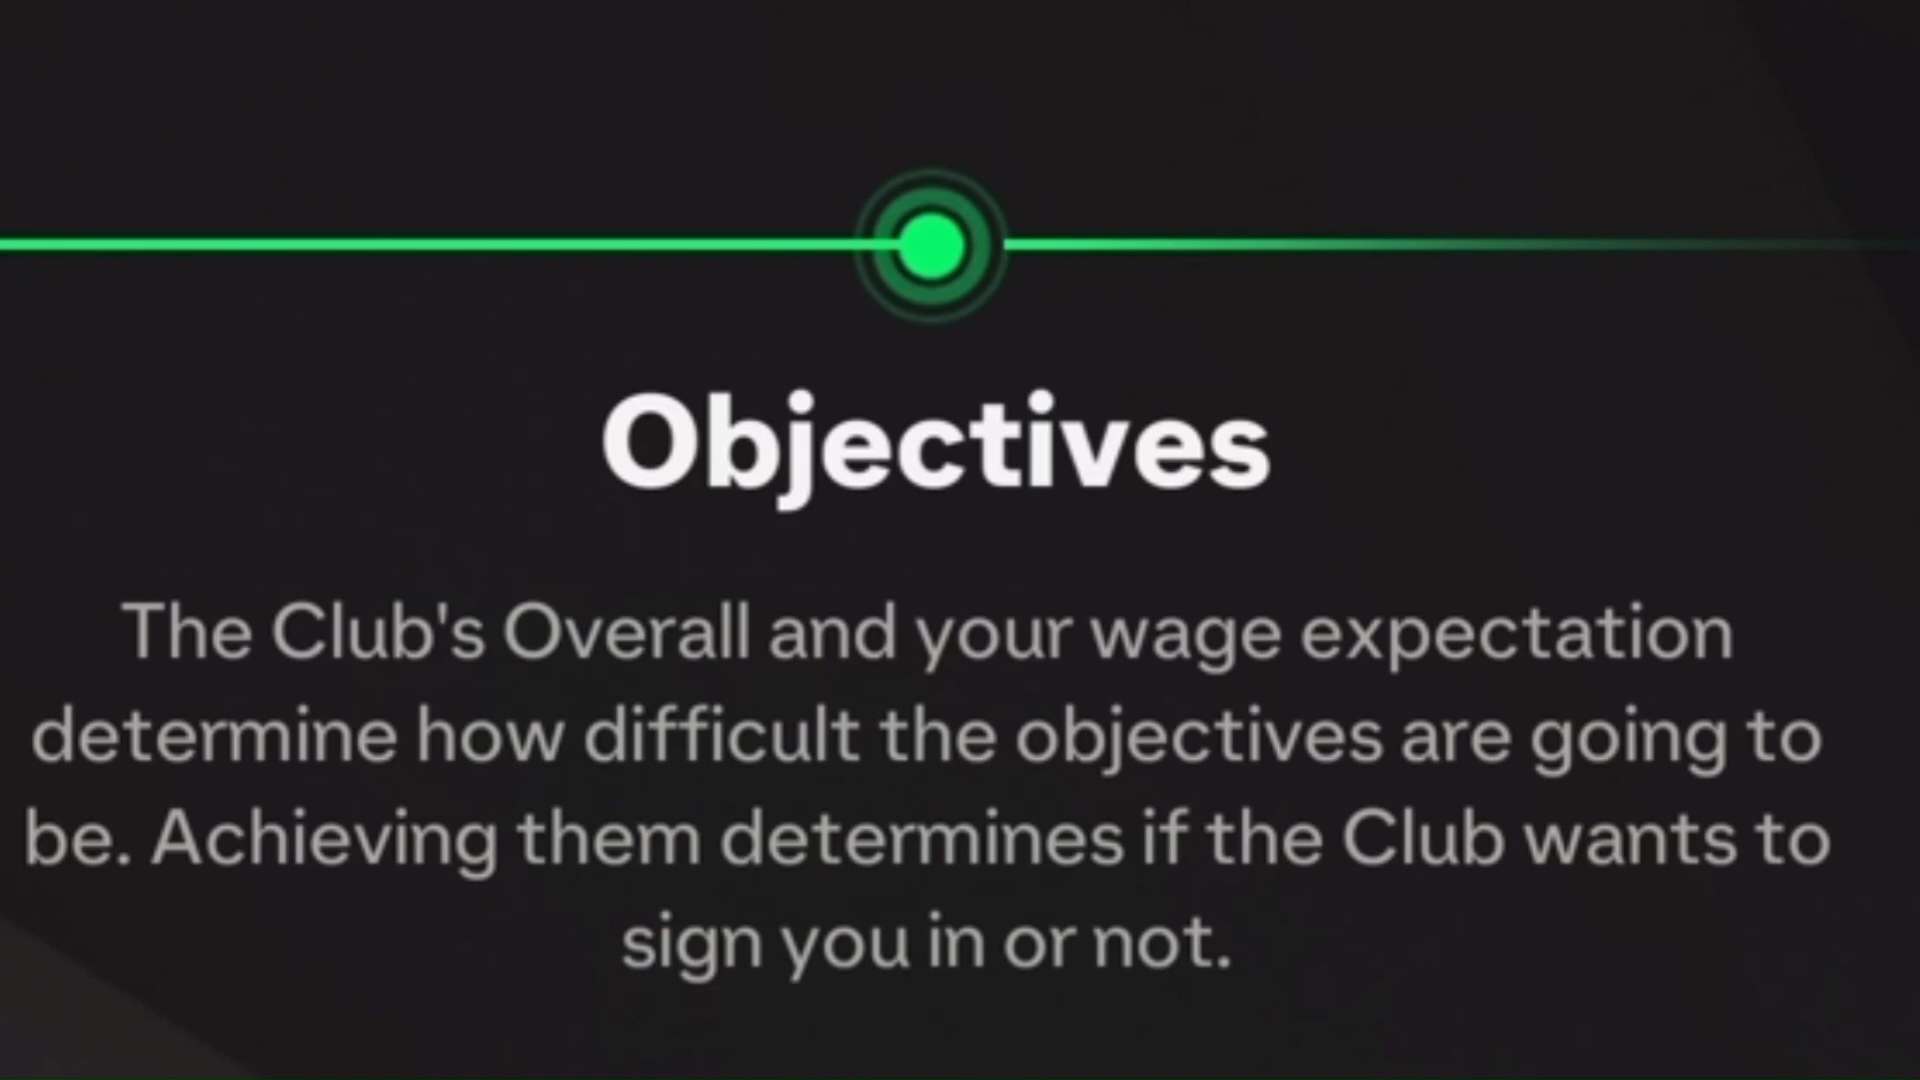 Objectives
The Club's Overall and your wage expectation
determine how difficult the objectives are going to
be. Achieving them determines if the Club wants to
sign you in or not.